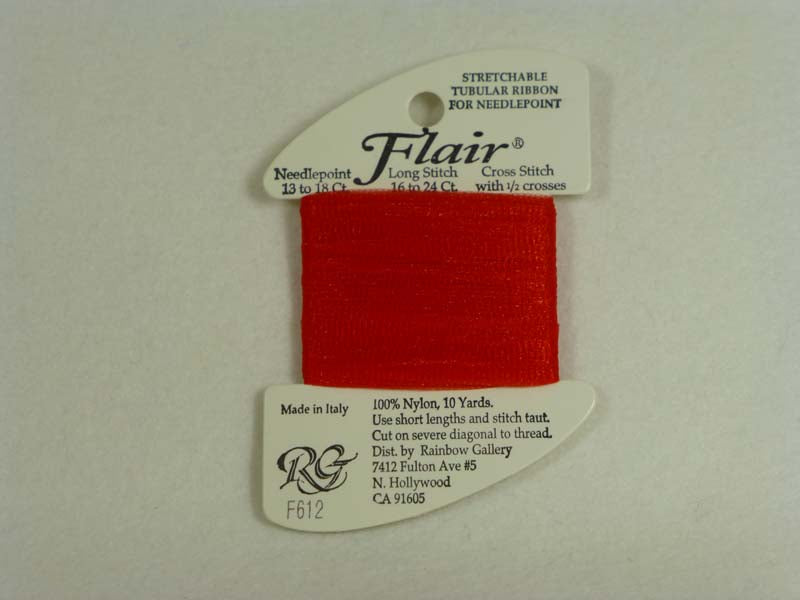 STRETCHABLE
TUBULAR RIBBON
FOR NEEDLEPOINT
Flair®
Needlepoint
13 to 18 Ct.
Long Stitch
16 to 24 Ct.
Cross Stitch
with 1/2 crosses
Made in Italy
RG
F612
100% Nylon, 10 Yards.
Use short lengths and stitch taut.
Cut on severe diagonal to thread.
Dist. by Rainbow Gallery
7412 Fulton Ave #5
N. Hollywood
CA 91605